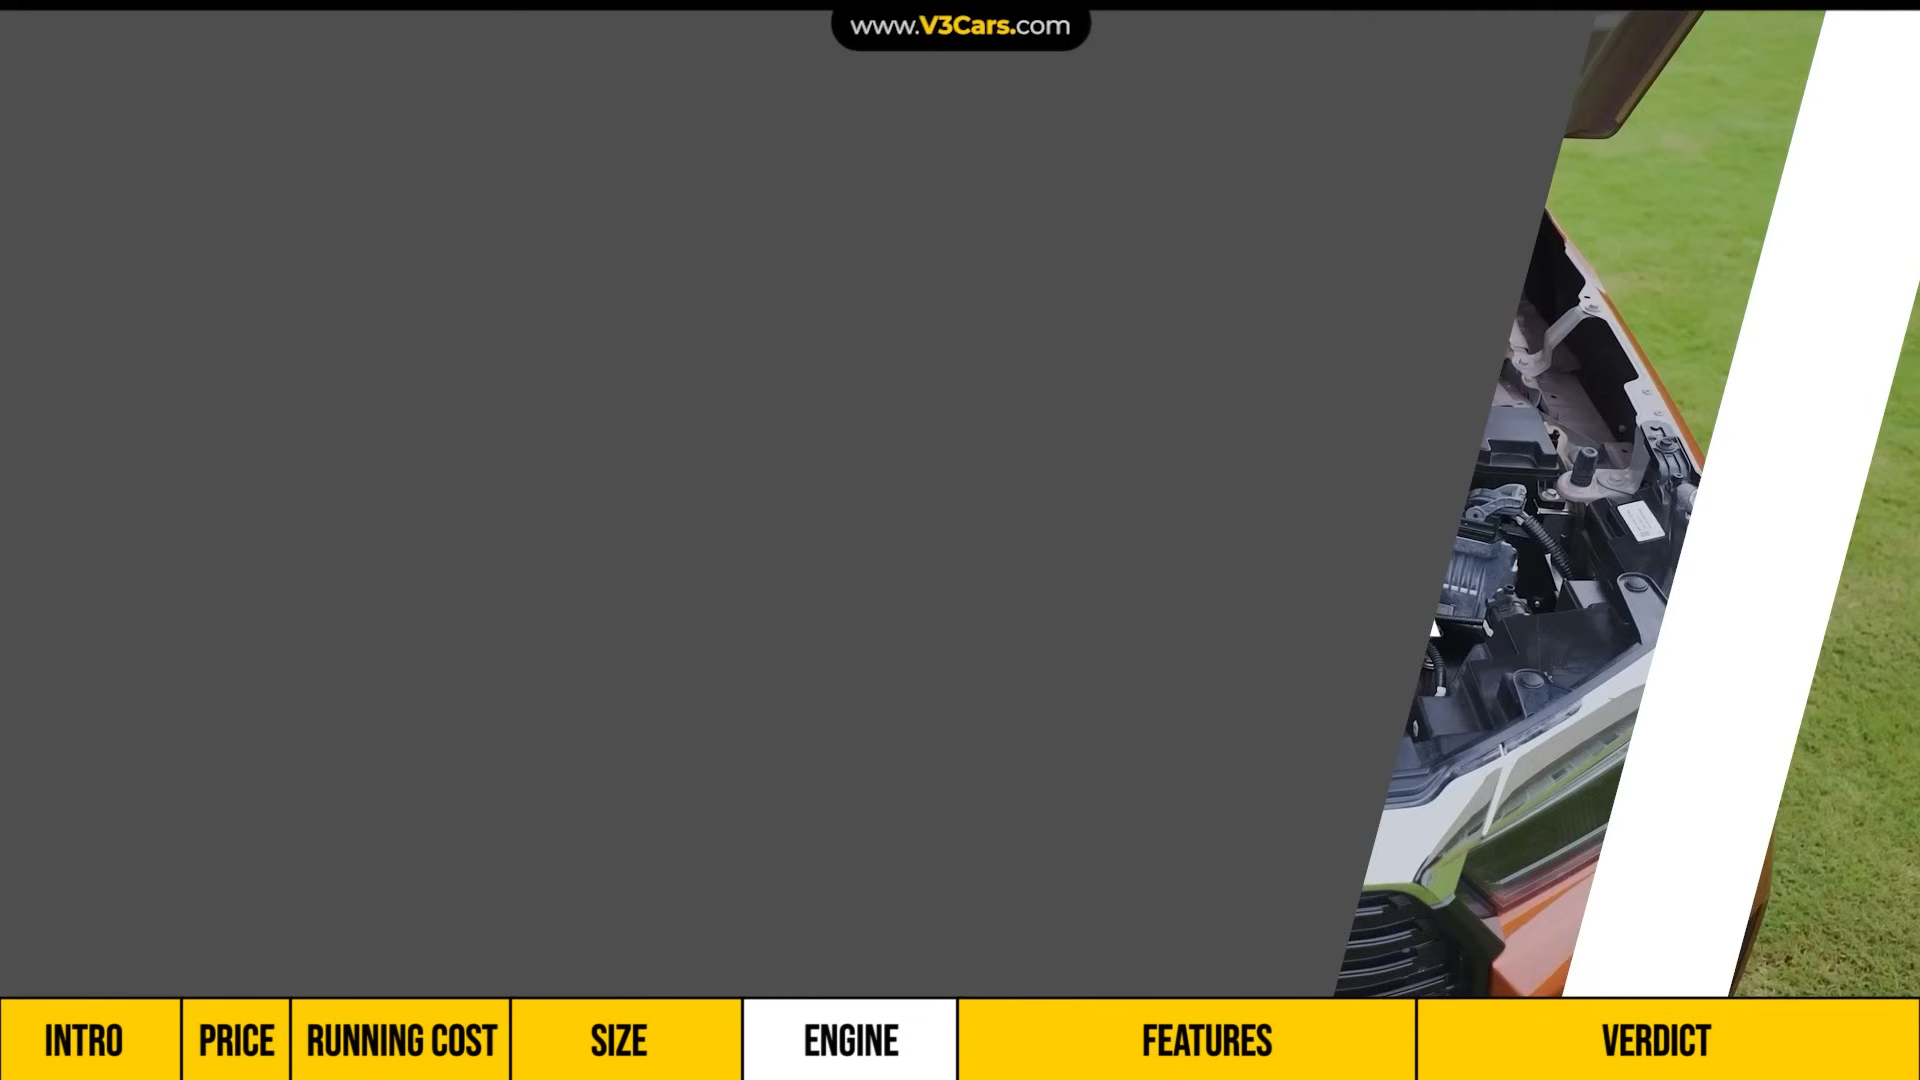 www.V3Cars.com
INTRO
PRICE
RUNNING COST
SIZE
ENGINE
FEATURES
VERDICT